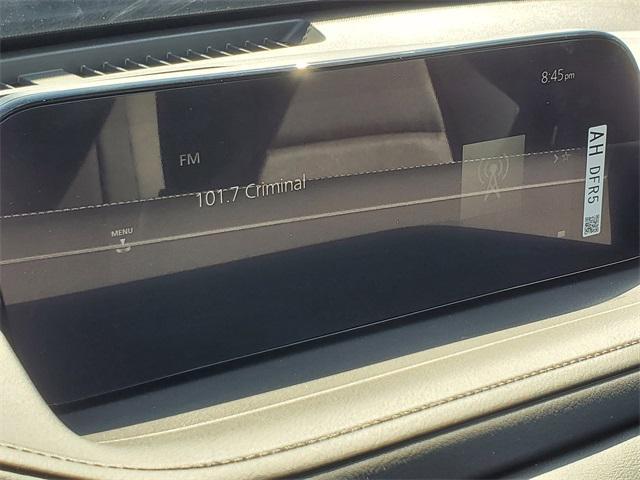 8:45pm
FM
101.7 Criminal
MENU
AH DFR5